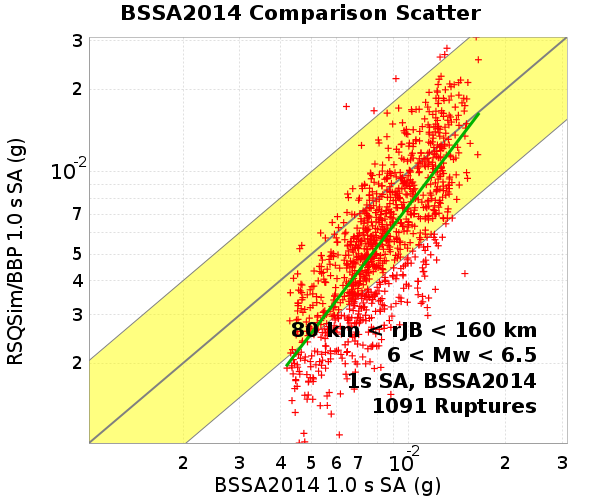 BSSA2014 Comparison Scatter
RSQSim/BBP 1.0 s SA (g)
3
2
10-2
7
5
4
3
2
80 km < rJB < 160 km
6 < Mw < 6.5
1s SA, BSSA2014
1091 Ruptures
2 3 4 5 6 7 10-2 2 3
BSSA2014 1.0 s SA (g)